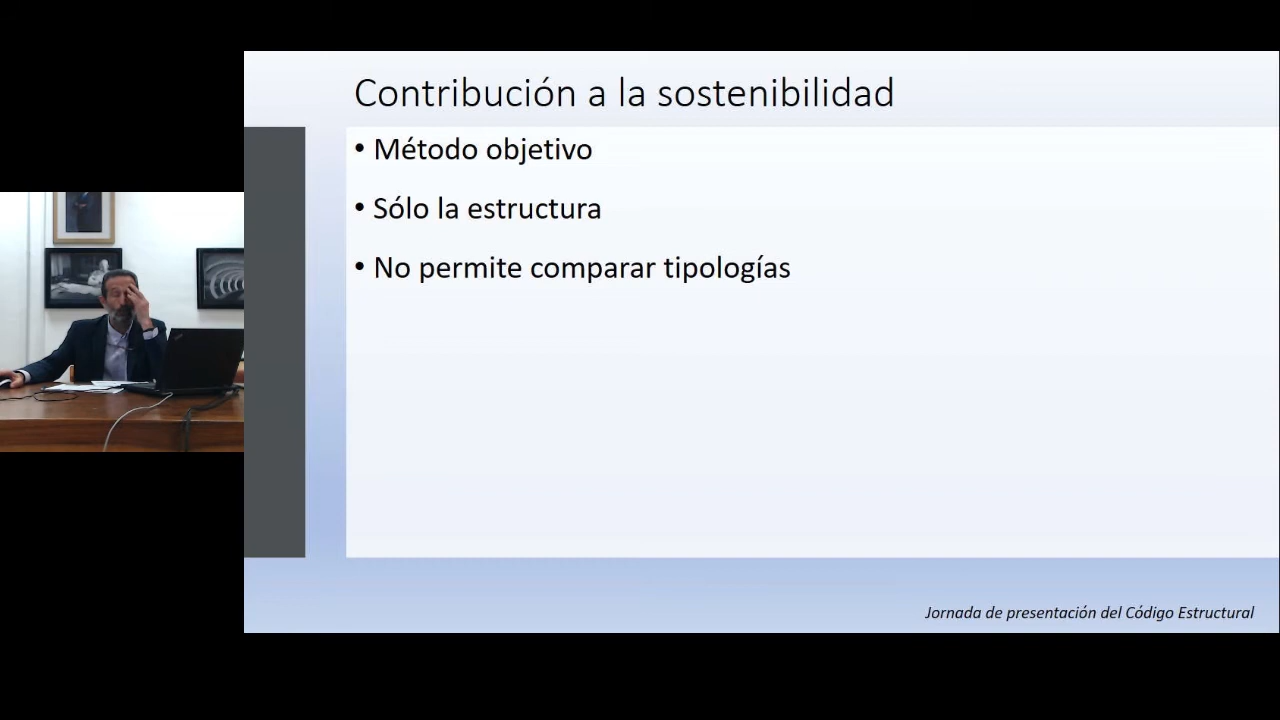 Contribución a la sostenibilidad
• Método objetivo
• Sólo la estructura
• No permite comparar tipologías
Jornada de presentación del Código Estructural